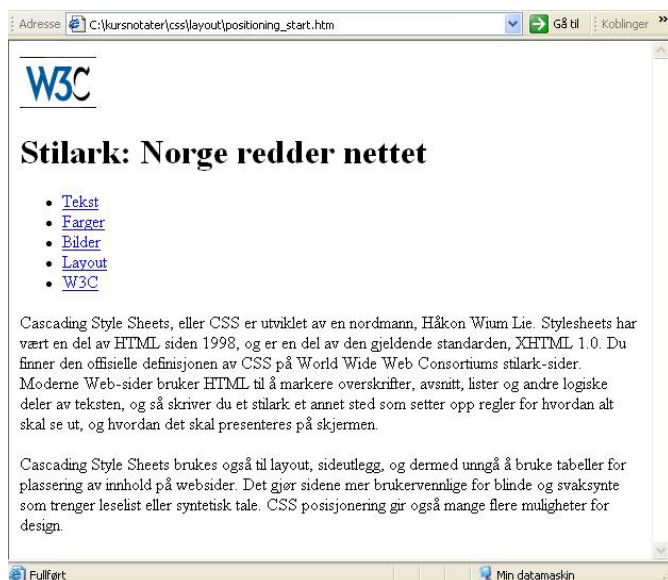 Adresse C:\kursnotater\css\layout\positioning_start.htm Gå til Koblinger »
W3C
Stilark: Norge redder nettet
• Tekst
• Farger
• Bilder
• Layout
• W3C
Cascading Style Sheets, eller CSS er utviklet av en nordmann, Håkon Wium Lie. Stylesheets har
vært en del av HTML siden 1998, og er en del av den gjeldende standarden, XHTML 1.0. Du
finner den offisielle definisjonen av CSS på World Wide Web Consortiums stilark-sider.
Moderne Web-sider bruker HTML til å markere overskrifter, avsnitt, lister og andre logiske
deler av teksten, og så skriver du et stilark et annet sted som setter opp regler for hvordan alt
skal se ut, og hvordan det skal presenteres på skjermen.
Cascading Style Sheets brukes også til layout, sideutlegg, og dermed unngå å bruke tabeller for
plassering av innhold på websider. Det gjør sidene mer brukervennlige for blinde og svaksynte
som trenger leselist eller syntetisk tale. CSS posisjonering gir også mange flere muligheter for
design.
Fullført Min datamaskin